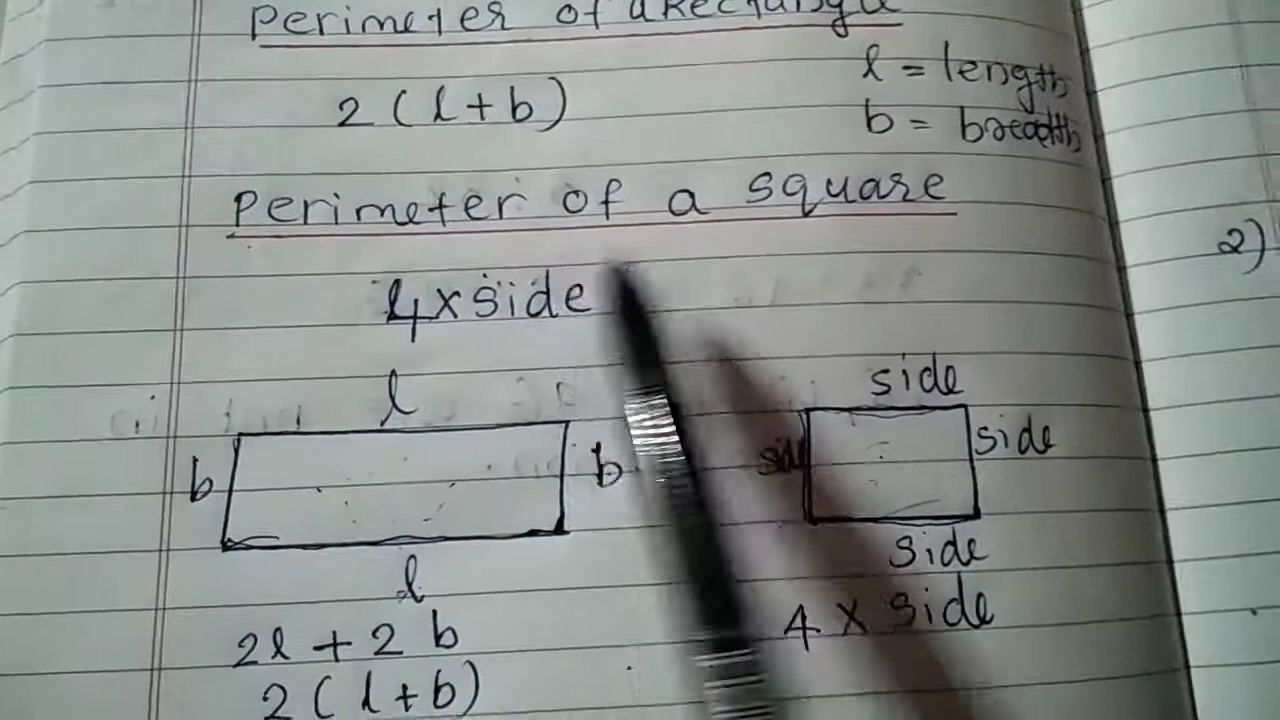 Perimeter of a Rectangle
2 ( l + b )
l = length
b = breadth
Perimeter of a square
4 x side
l
b
b
l
2l + 2 b
2 ( l + b )
side
side
side
side
4 x side
2)